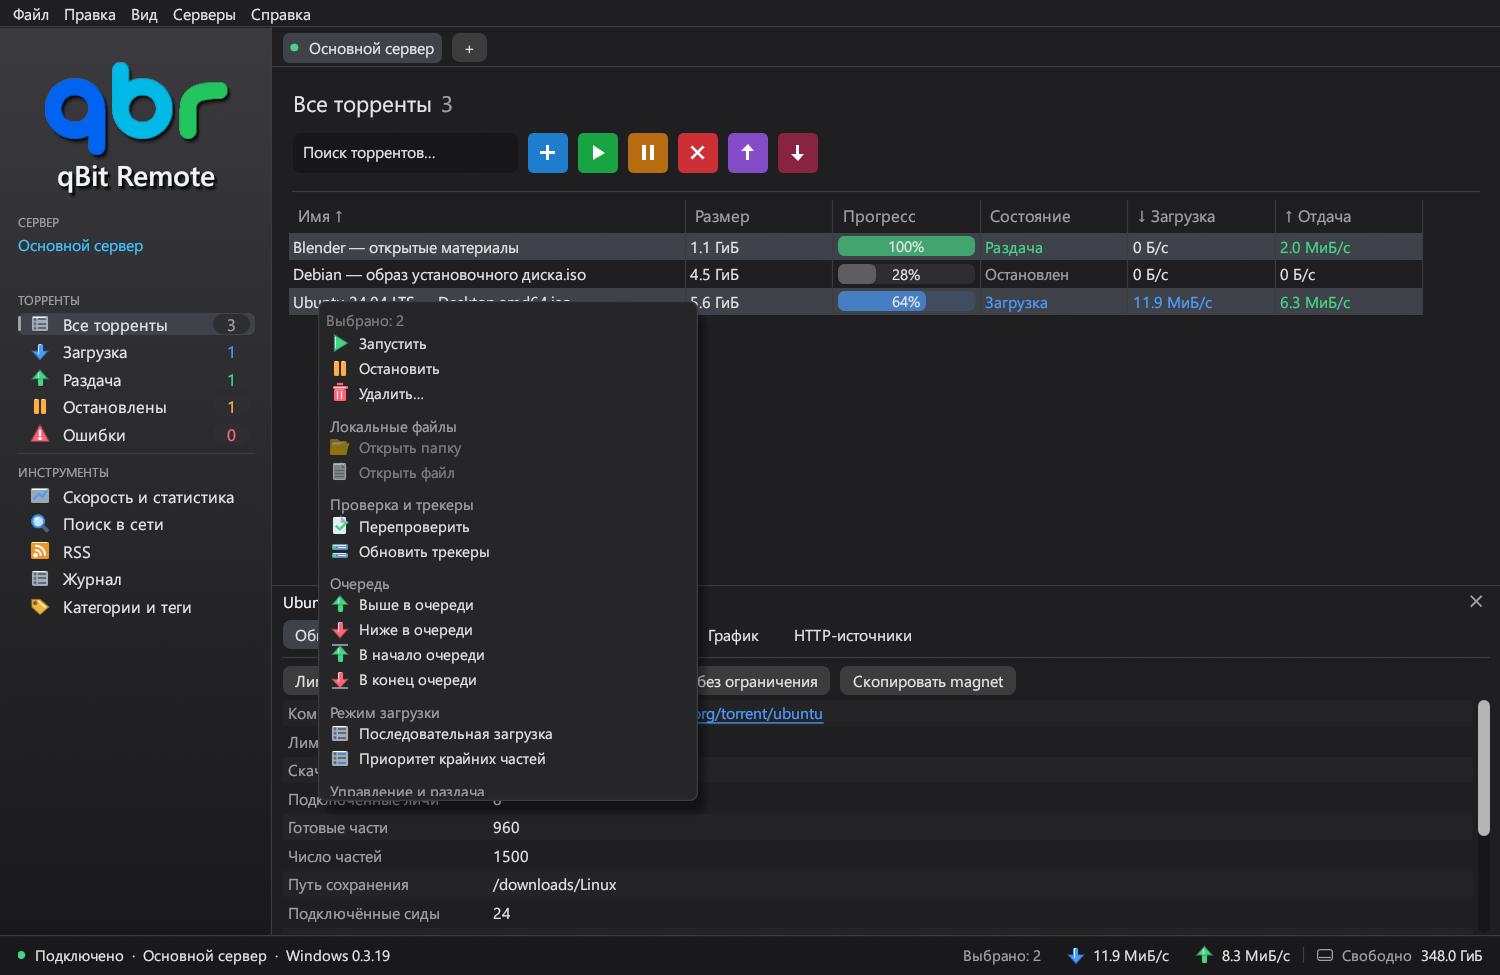 Файл Правка Вид Серверы Справка
qbr
qBit Remote
СЕРВЕР
Основной сервер
ТОРРЕНТЫ
Все торренты 3
Загрузка 1
Раздача 1
Остановлены 1
Ошибки 0
ИНСТРУМЕНТЫ
Скорость и статистика
Поиск в сети
RSS
Журнал
Категории и теги
Основной сервер +
Все торренты 3
Поиск торрентов...
Имя ↑ Размер Прогресс Состояние ↓ Загрузка ↑ Отдача
Blender — открытые материалы 1.1 ГиБ 100% Раздача 0 Б/с 2.0 МиБ/с
Debian — образ установочного диска.iso 4.5 ГиБ 28% Остановлен 0 Б/с 0 Б/с
5.6 ГиБ 64% Загрузка 11.9 МиБ/с 6.3 МиБ/с
Выбрано: 2
Запустить
Остановить
Удалить...
Локальные файлы
Открыть папку
Открыть файл
Проверка и трекеры
Перепроверить
Обновить трекеры
Очередь
Выше в очереди
Ниже в очереди
В начало очереди
В конец очереди
Режим загрузки
Последовательная загрузка
Приоритет крайних частей
Управление и раздача
График HTTP-источники
без ограничения Скопировать magnet
org/torrent/ubuntu
Готовые части 960
Число частей 1500
Путь сохранения /downloads/Linux
Подключённые сиды 24
Подключено · Основной сервер · Windows 0.3.19 Выбрано: 2 11.9 МиБ/с 8.3 МиБ/с Свободно 348.0 ГиБ